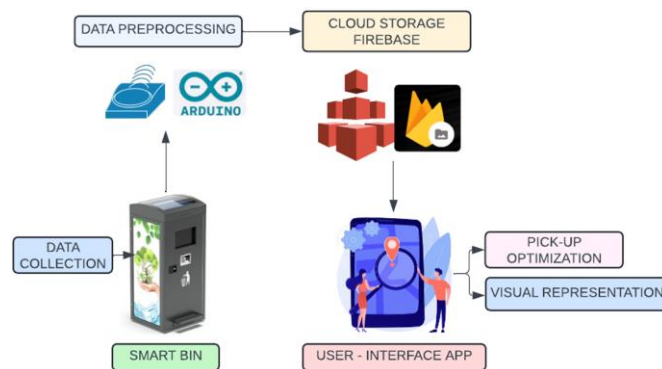 DATA PREPROCESSING
CLOUD STORAGE
FIREBASE
ARDUINO
DATA
COLLECTION
PICK-UP
OPTIMIZATION
VISUAL REPRESENTATION
SMART BIN
USER - INTERFACE APP